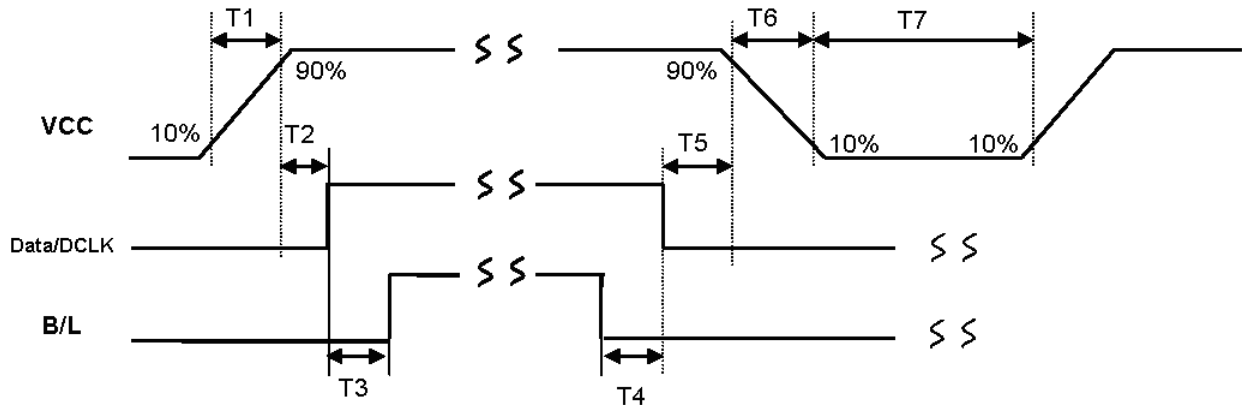 T1
T6
T7
90%
90%
VCC
10%
T2
T5
10%
10%
Data/DCLK
B/L
T3
T4